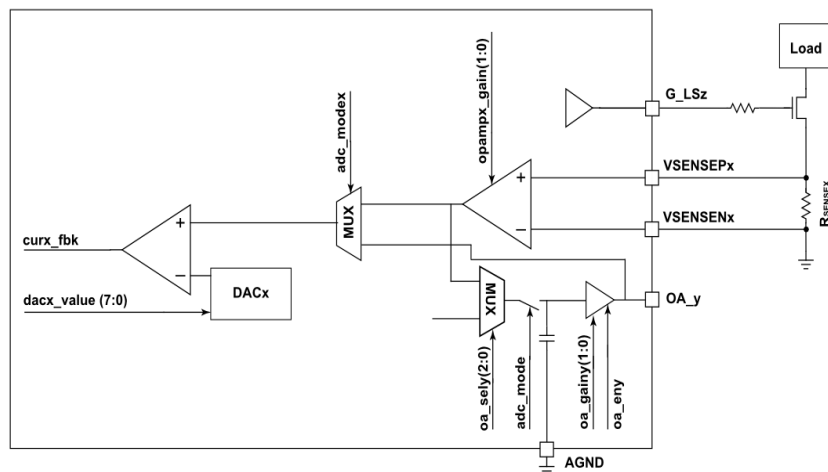 Load
G_LSz
opampx_gain(1:0)
adc_modex
VSENSEPx
MUX
RSENSEX
VSENSENx
curx_fbk
+
−
+
−
DACx
dacx_value (7:0)
MUX
OA_y
oa_sely(2:0)
adc_mode
oa_gainy(1:0)
oa_eny
AGND